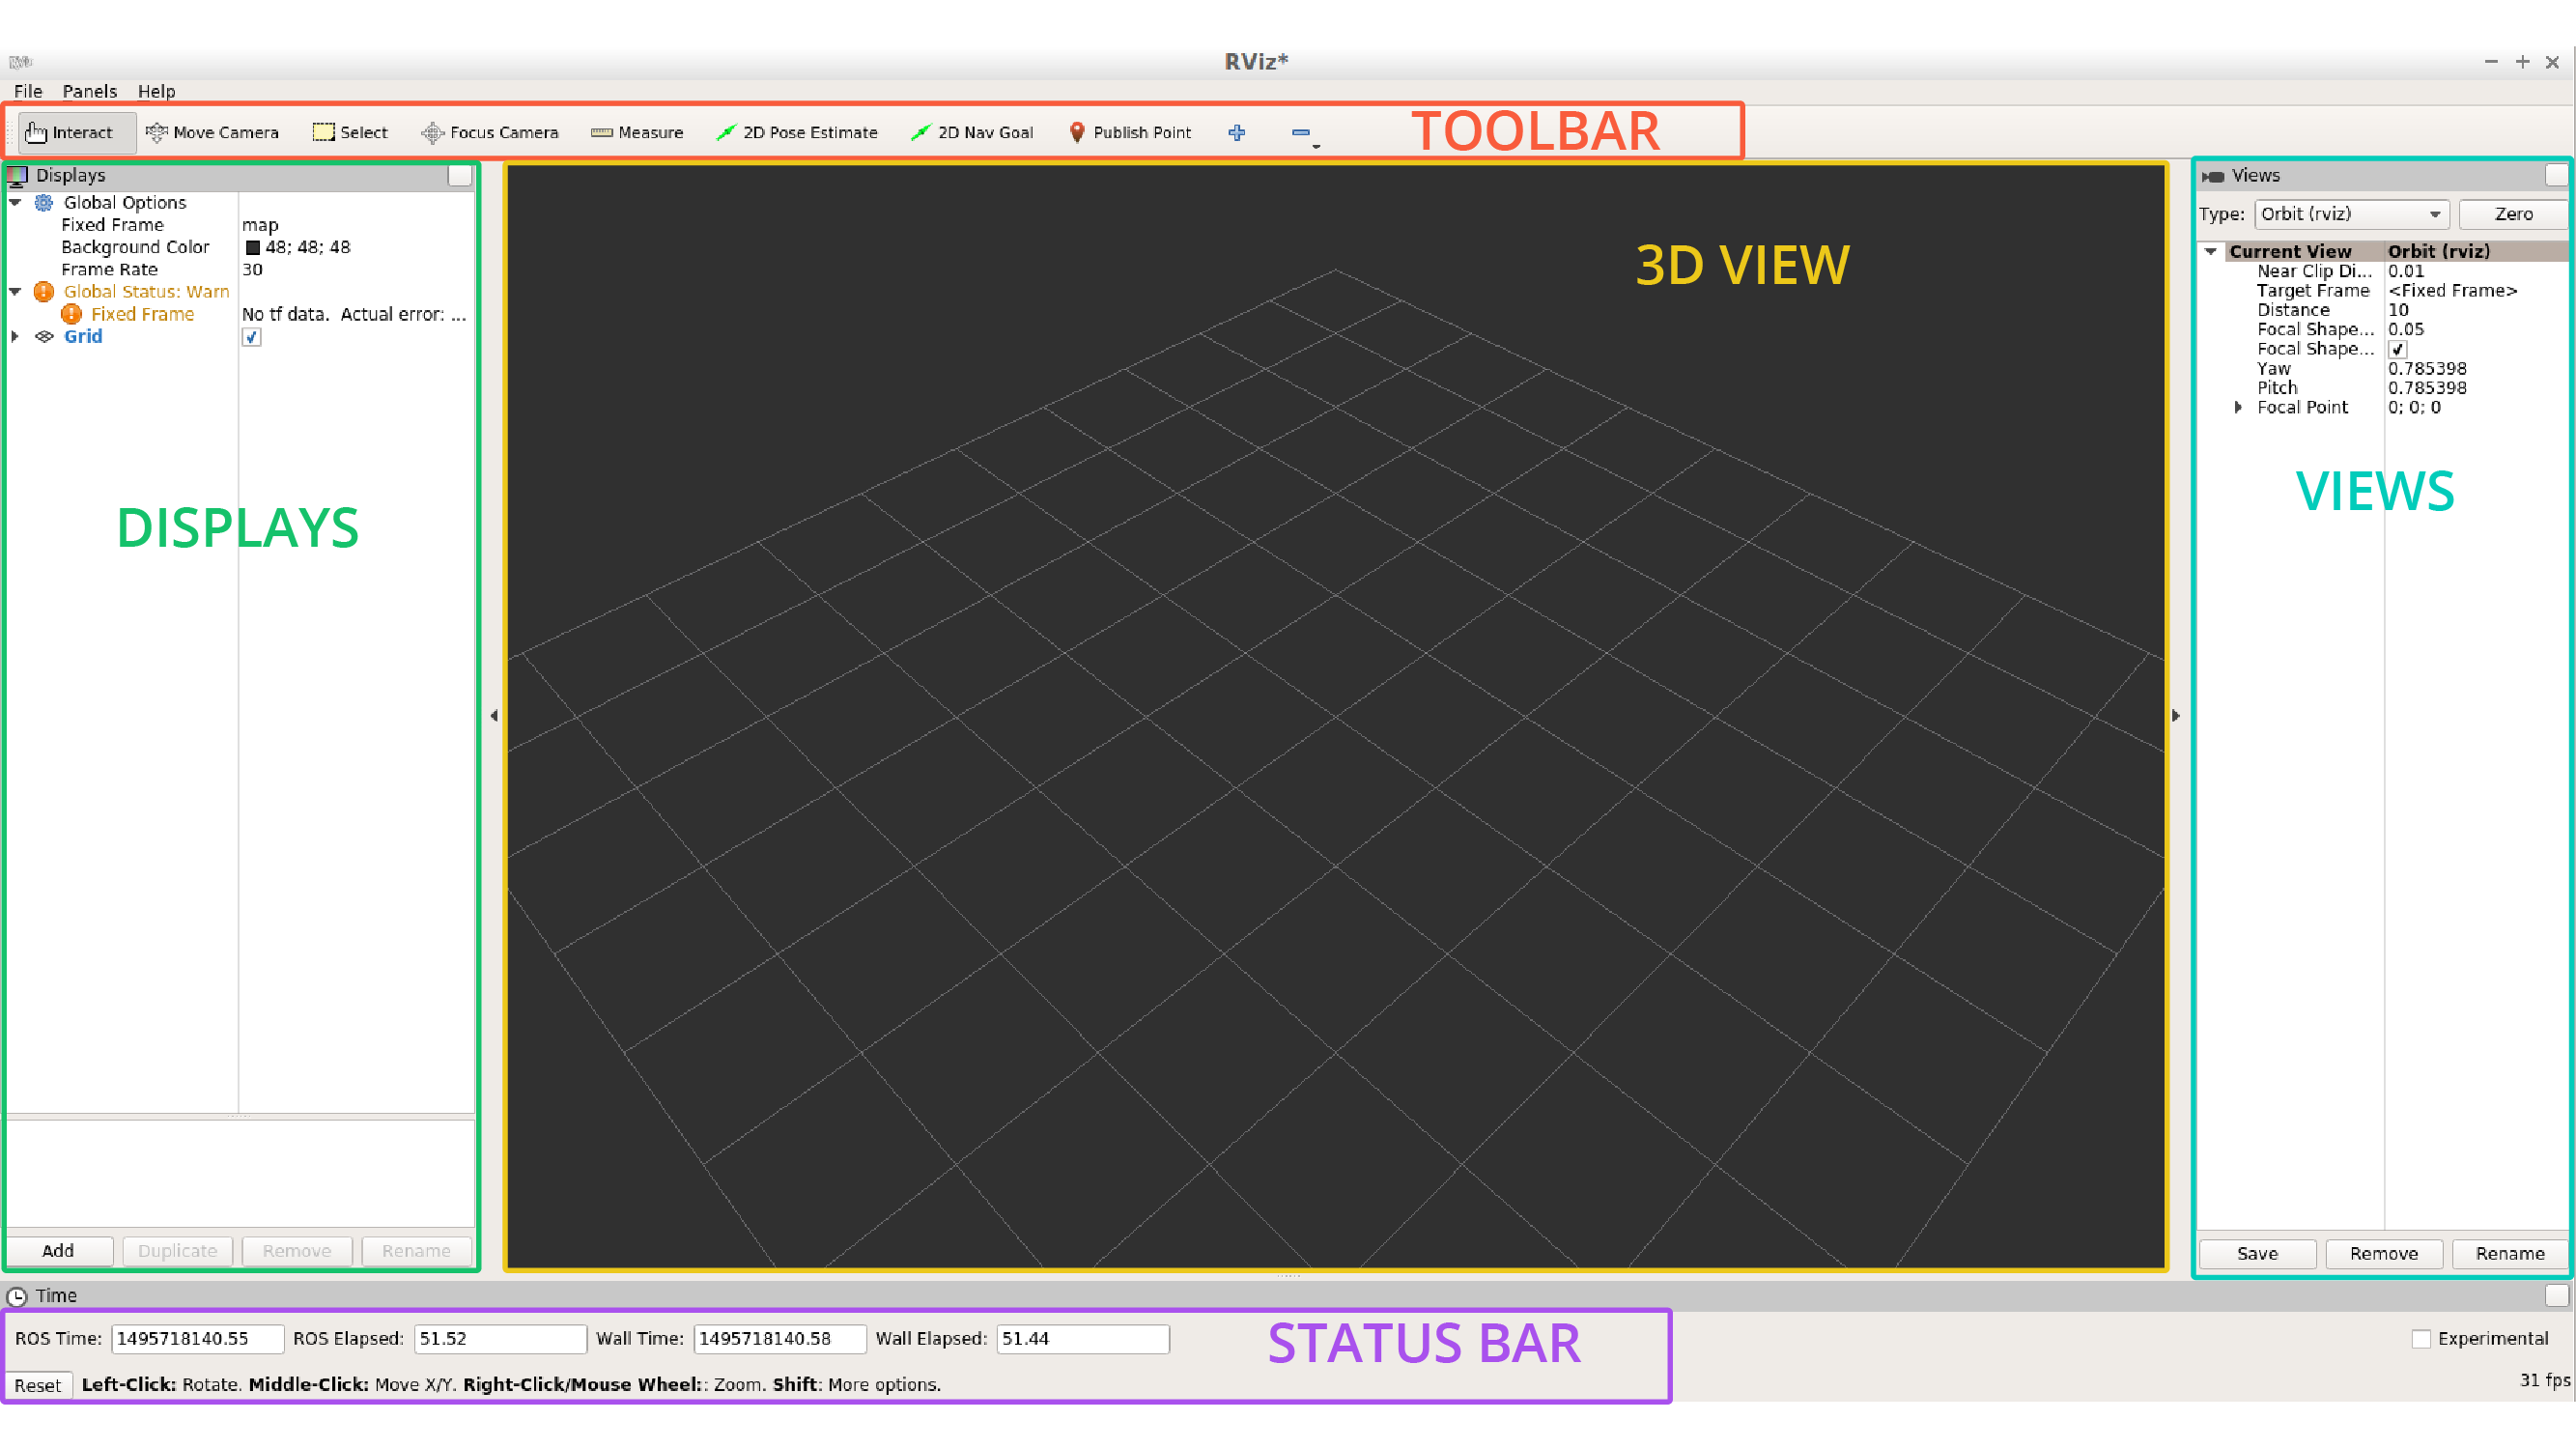 RViz*
File Panels Help
Interact Move Camera Select Focus Camera Measure 2D Pose Estimate 2D Nav Goal Publish Point TOOLBAR
Displays
Global Options
Fixed Frame map
Background Color 48; 48; 48
Frame Rate 30
Global Status: Warn
Fixed Frame No tf data. Actual error: ...
Grid
DISPLAYS
Add Duplicate Remove Rename
3D VIEW
Views
Type: Orbit (rviz) Zero
Current View Orbit (rviz)
Near Clip Di... 0.01
Target Frame <Fixed Frame>
Distance 10
Focal Shape... 0.05
Focal Shape...
Yaw 0.785398
Pitch 0.785398
Focal Point 0; 0; 0
VIEWS
Save Remove Rename
Time
ROS Time: 1495718140.55 ROS Elapsed: 51.52 Wall Time: 1495718140.58 Wall Elapsed: 51.44 STATUS BAR Experimental
Reset Left-Click: Rotate. Middle-Click: Move X/Y. Right-Click/Mouse Wheel:: Zoom. Shift: More options. 31 fps